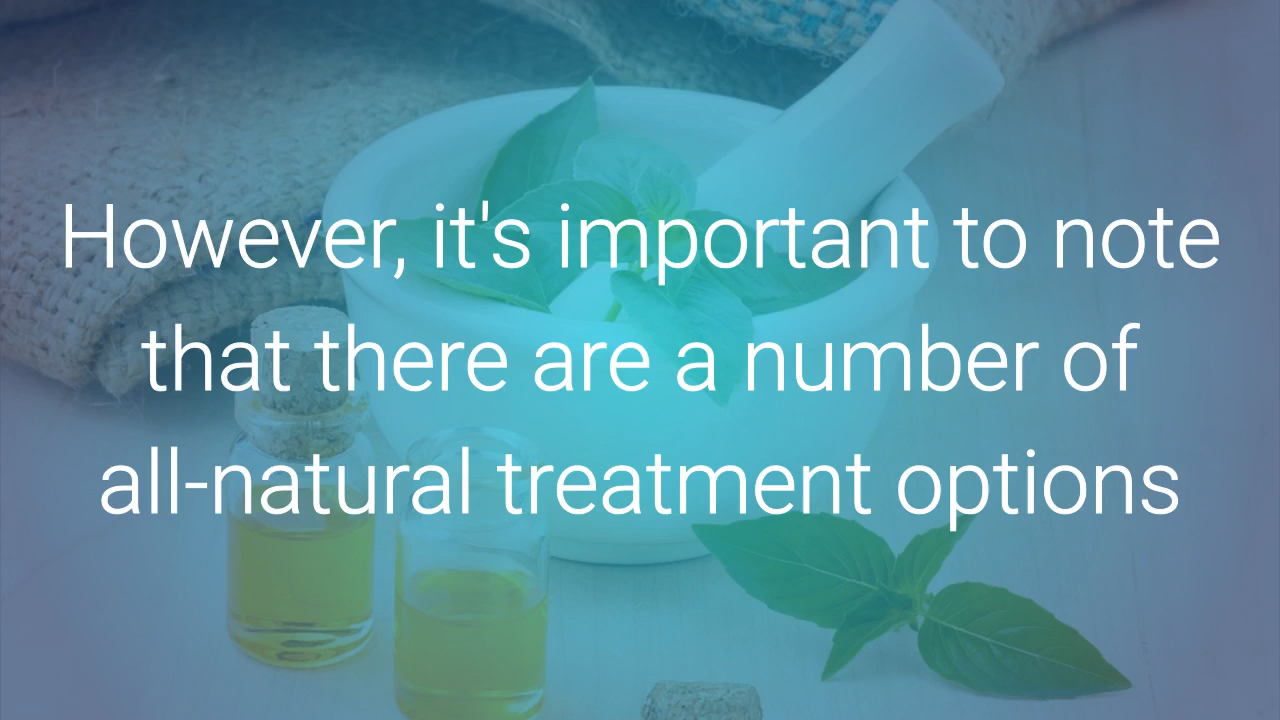 However, it's important to note
that there are a number of
all-natural treatment options